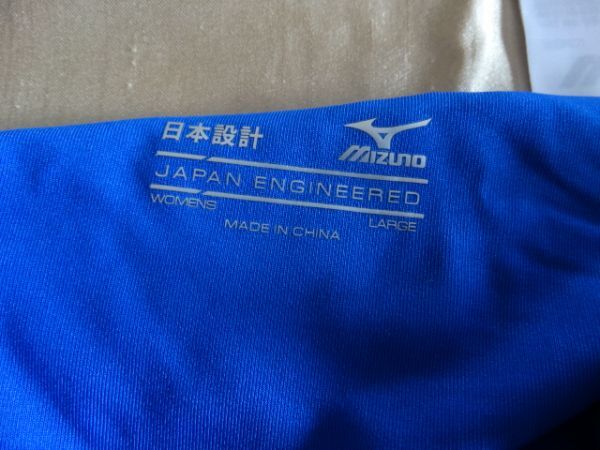 日本設計
MIZUNO
JAPAN ENGINEERED
WOMENS
LARGE
MADE IN CHINA